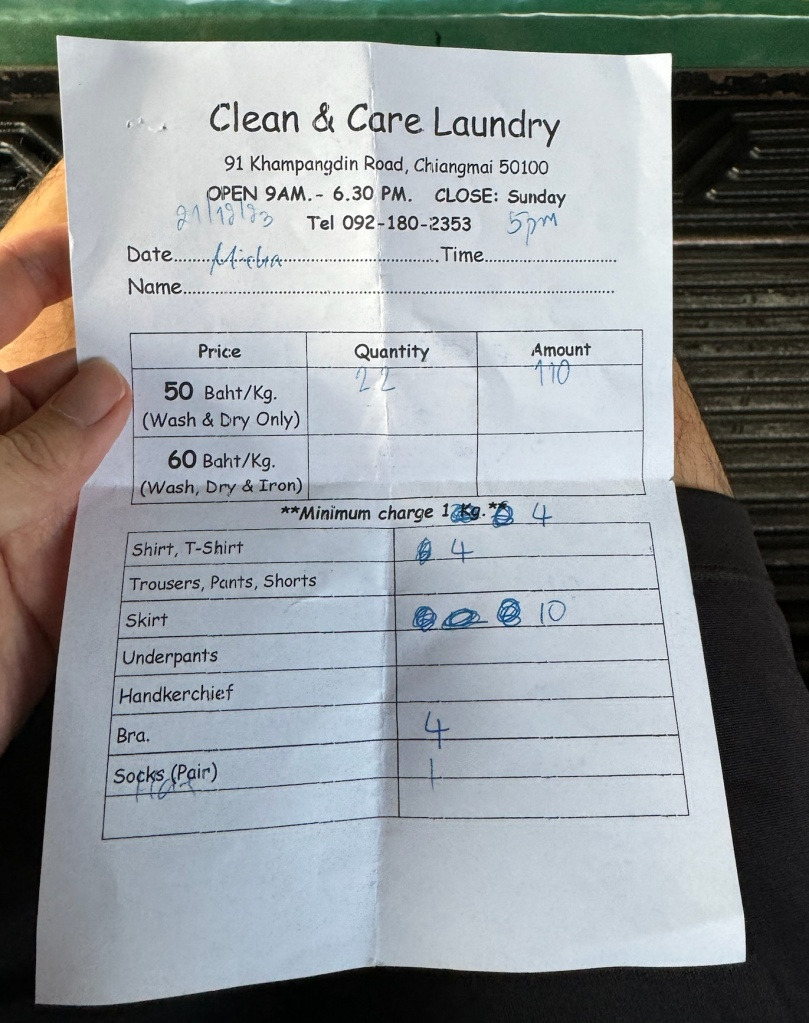 Clean & Care Laundry
91 Khampangdin Road, Chiangmai 50100
OPEN 9AM.- 6.30 PM. CLOSE: Sunday
21/12/23 Tel 092-180-2353 5pm
Date.......................................................Time............................
Name..........................................................................................
Price Quantity Amount
50 Baht/Kg. 22 110
(Wash & Dry Only)
60 Baht/Kg.
(Wash, Dry & Iron)
**Minimum charge 1 Kg.** 4
Shirt, T-Shirt 4
Trousers, Pants, Shorts
Skirt 10
Underpants
Handkerchief
Bra. 4
Socks (Pair) 1